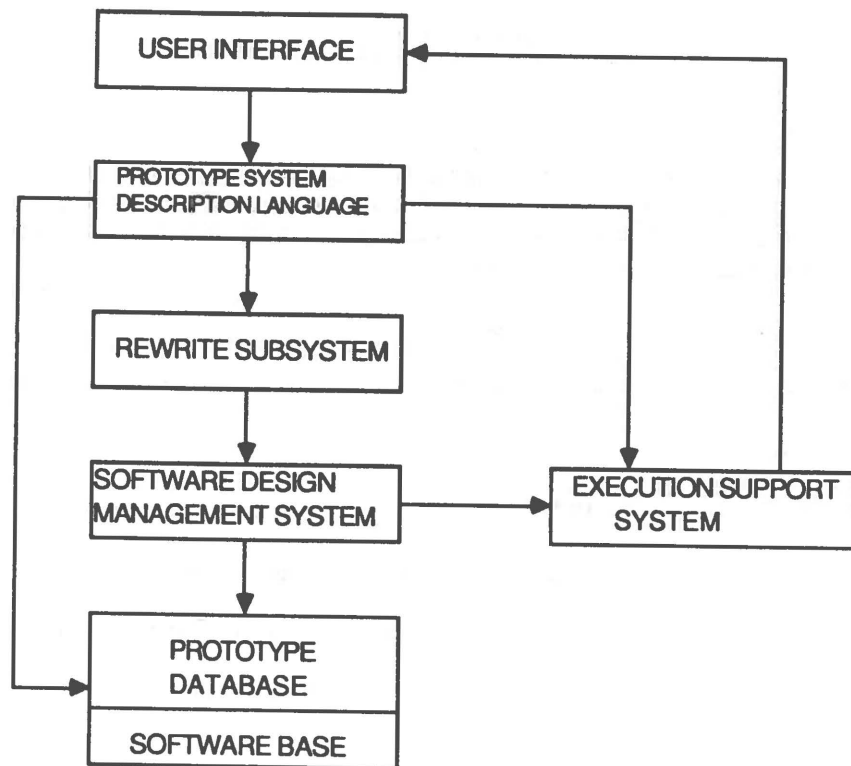 USER INTERFACE
PROTOTYPE SYSTEM
DESCRIPTION LANGUAGE
REWRITE SUBSYSTEM
SOFTWARE DESIGN
MANAGEMENT SYSTEM
EXECUTION SUPPORT
SYSTEM
PROTOTYPE
DATABASE
SOFTWARE BASE